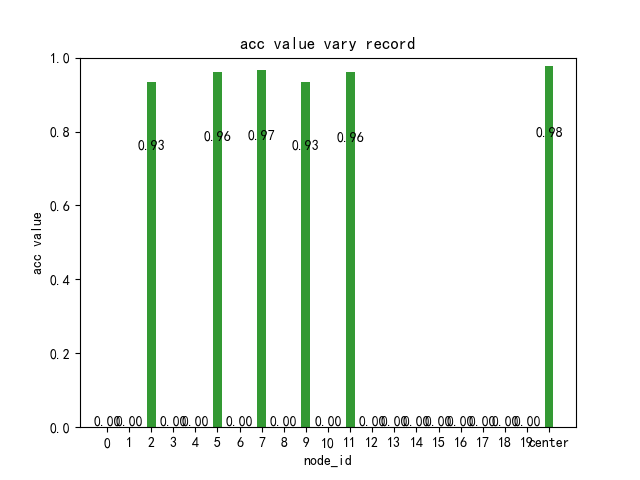 acc value vary record
1.0
0.8
0.6
0.4
0.2
0.0
acc value
0.93 0.96 0.97 0.93 0.96 0.98
0.00 0.00 0.00 0.00 0.00 0.00 0.00 0.00 0.00 0.00 0.00 0.00 0.00 0.00 0.00
0 1 2 3 4 5 6 7 8 9 10 11 12 13 14 15 16 17 18 19 center
node_id